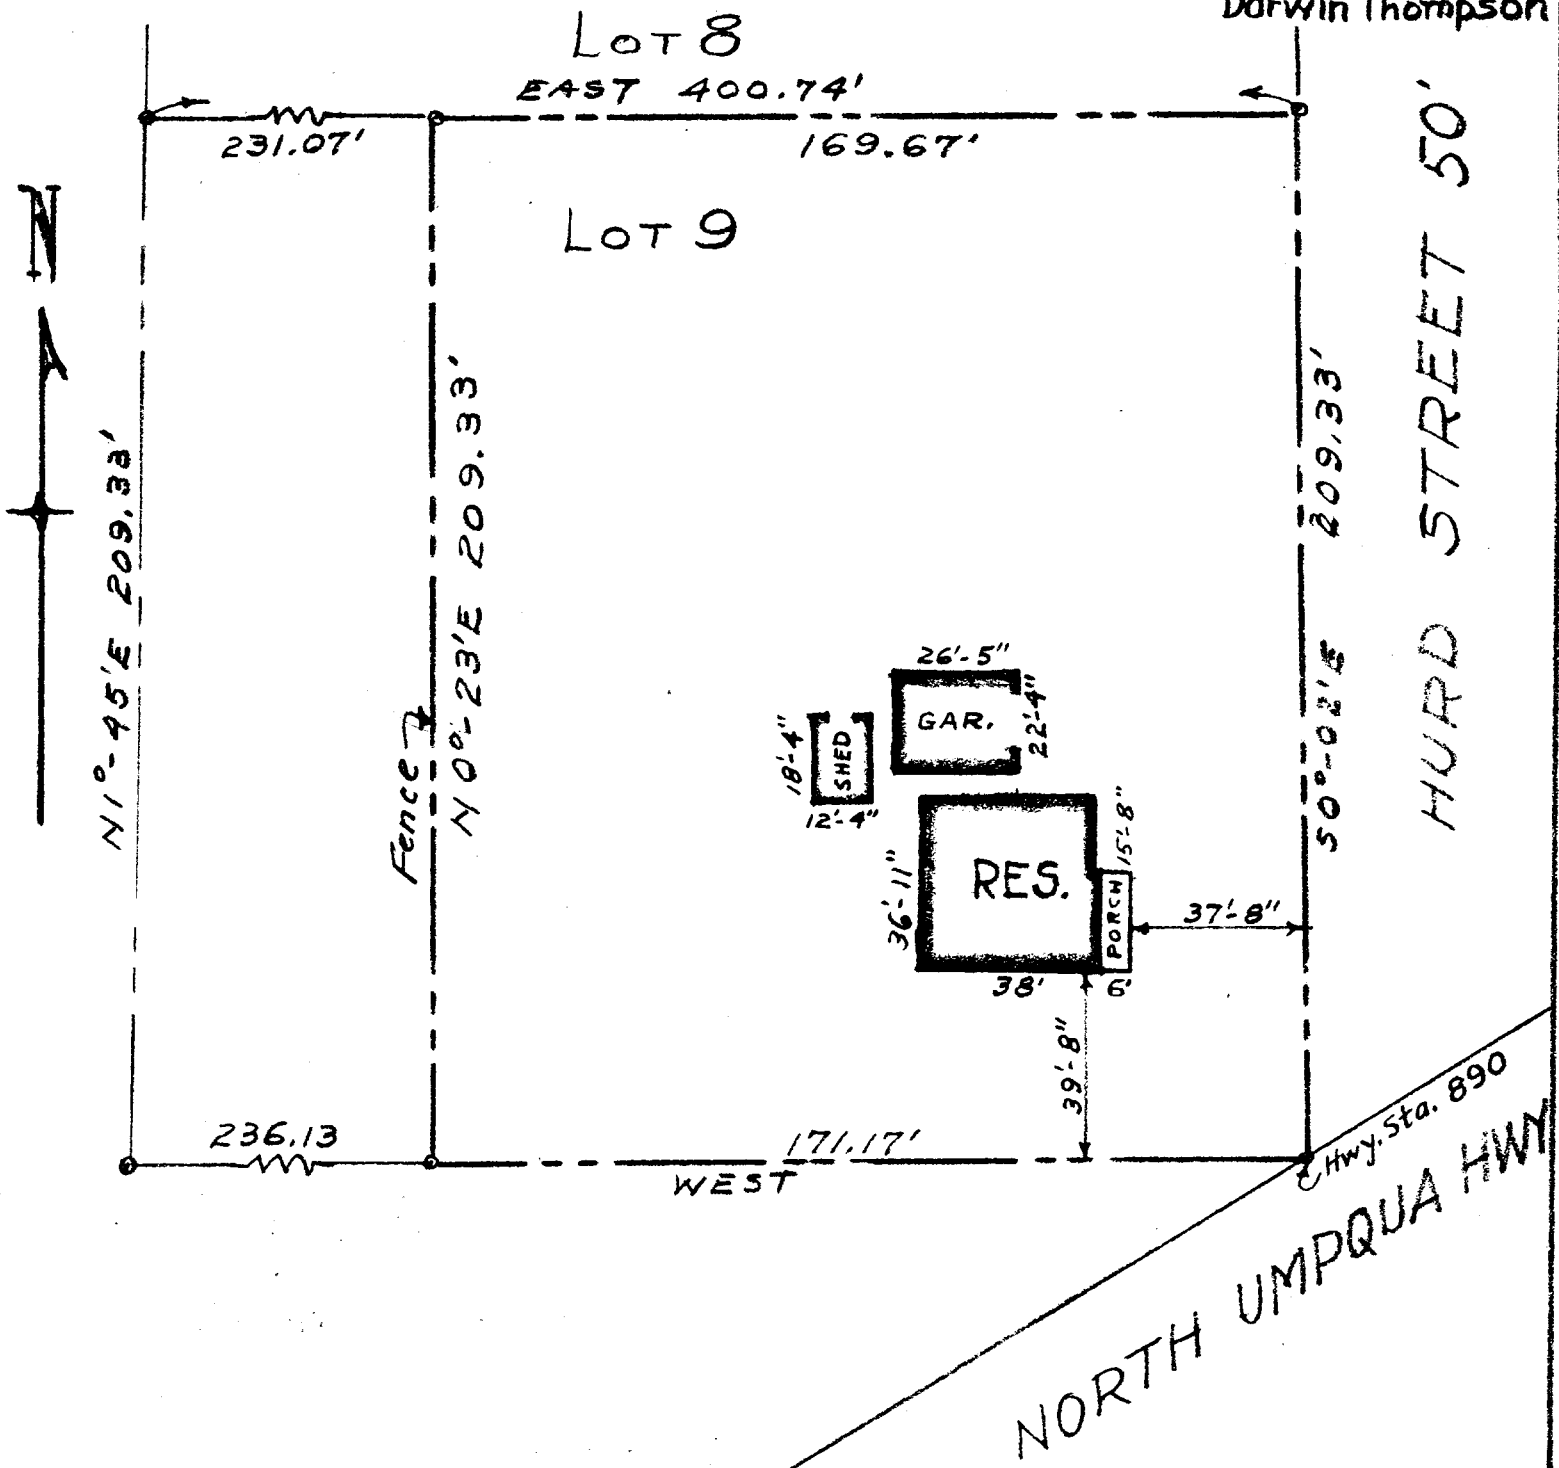 Darwin Thompson
LOT 8
EAST 400.74'
231.07'
169.67'
HURD STREET 50'
N
LOT 9
N1°-45'E 209.33'
Fence
N0°-23'E 209.33'
S0°-02'E 209.33'
26'-5"
GAR.
22'-4"
18'-4"
SHED
12'-4"
15'-8"
RES.
36'-11"
PORCH
37'-8"
38'
6'
39'-8"
236.13
171.17'
WEST
Hwy. Sta. 890
NORTH UMPQUA HWY